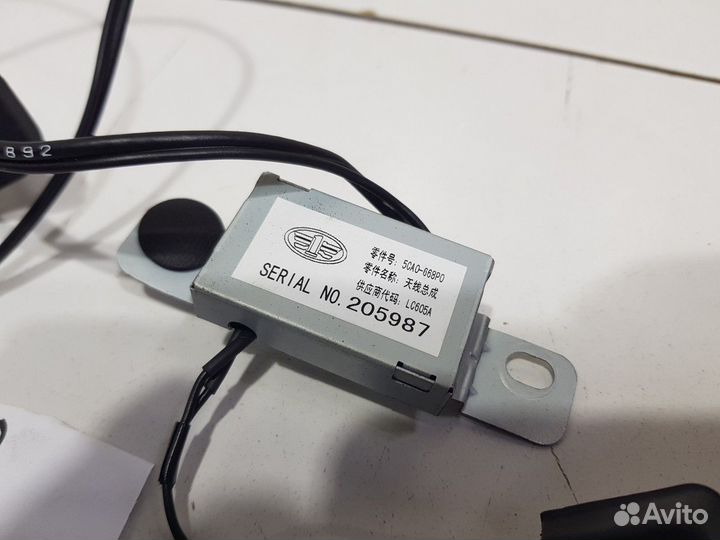 892
零件号: 5CA0-668P0
零件名称: 天线总成
供应商代码: LC605A
SERIAL NO. 205987
Avito